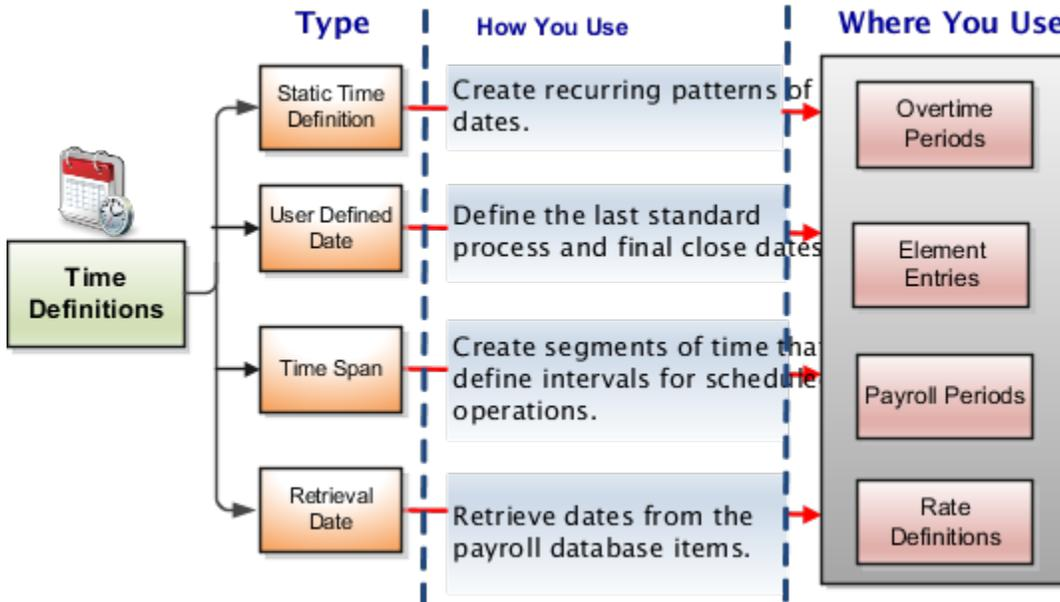 Type
How You Use
Where You Use
Time
Definitions
Static Time
Definition
Create recurring patterns of
dates.
Overtime
Periods
User Defined
Date
Define the last standard
process and final close dates
Element
Entries
Time Span
Create segments of time tha
define intervals for schedule
operations.
Payroll Periods
Retrieval
Date
Retrieve dates from the
payroll database items.
Rate
Definitions